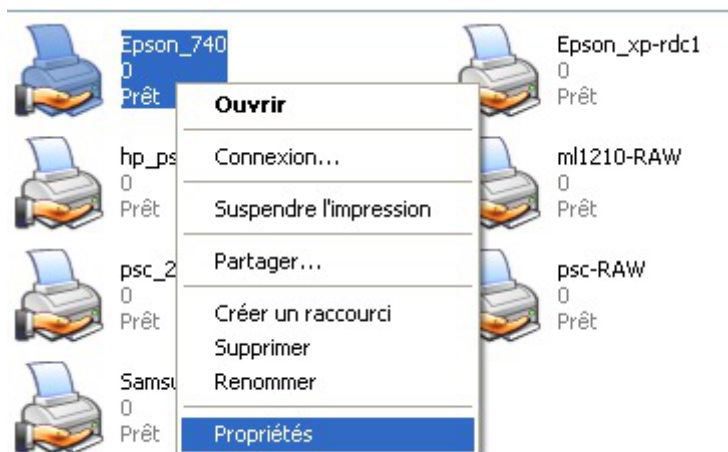 Epson_740
0
Prêt
Epson_xp-rdc1
0
Prêt
hp_ps
0
Prêt
ml1210-RAW
0
Prêt
psc_2
0
Prêt
psc-RAW
0
Prêt
Samsu
0
Prêt
Ouvrir
Connexion...
Suspendre l'impression
Partager...
Créer un raccourci
Supprimer
Renommer
Propriétés